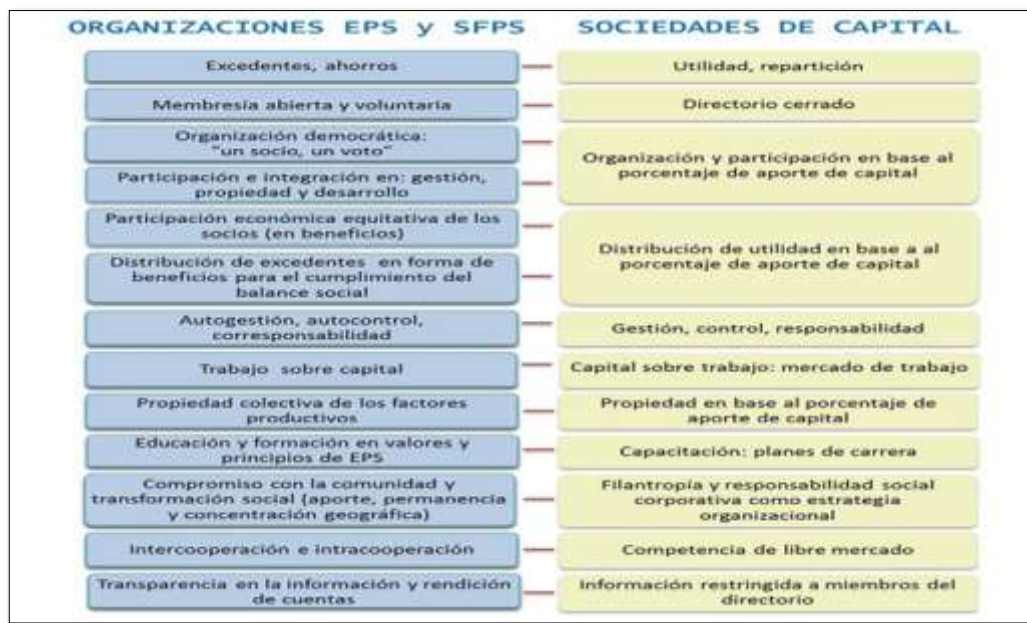 ORGANIZACIONES EPS y SFPS
SOCIEDADES DE CAPITAL
Excedentes, ahorros
Utilidad, repartición
Membresía abierta y voluntaria
Directorio cerrado
Organización democrática:
"un socio, un voto"
Participación e integración en: gestión,
propiedad y desarrollo
Organización y participación en base al
porcentaje de aporte de capital
Participación económica equitativa de los
socios (en beneficios)
Distribución de excedentes en forma de
beneficios para el cumplimiento del
balance social
Distribución de utilidad en base a al
porcentaje de aporte de capital
Autogestión, autocontrol,
corresponsabilidad
Gestión, control, responsabilidad
Trabajo sobre capital
Capital sobre trabajo: mercado de trabajo
Propiedad colectiva de los factores
productivos
Propiedad en base al porcentaje de
aporte de capital
Educación y formación en valores y
principios de EPS
Capacitación: planes de carrera
Compromiso con la comunidad y
transformación social (aporte, permanencia
y concentración geográfica)
Filantropía y responsabilidad social
corporativa como estrategia
organizacional
Intercooperación e intracooperación
Competencia de libre mercado
Transparencia en la información y rendición
de cuentas
Información restringida a miembros del
directorio